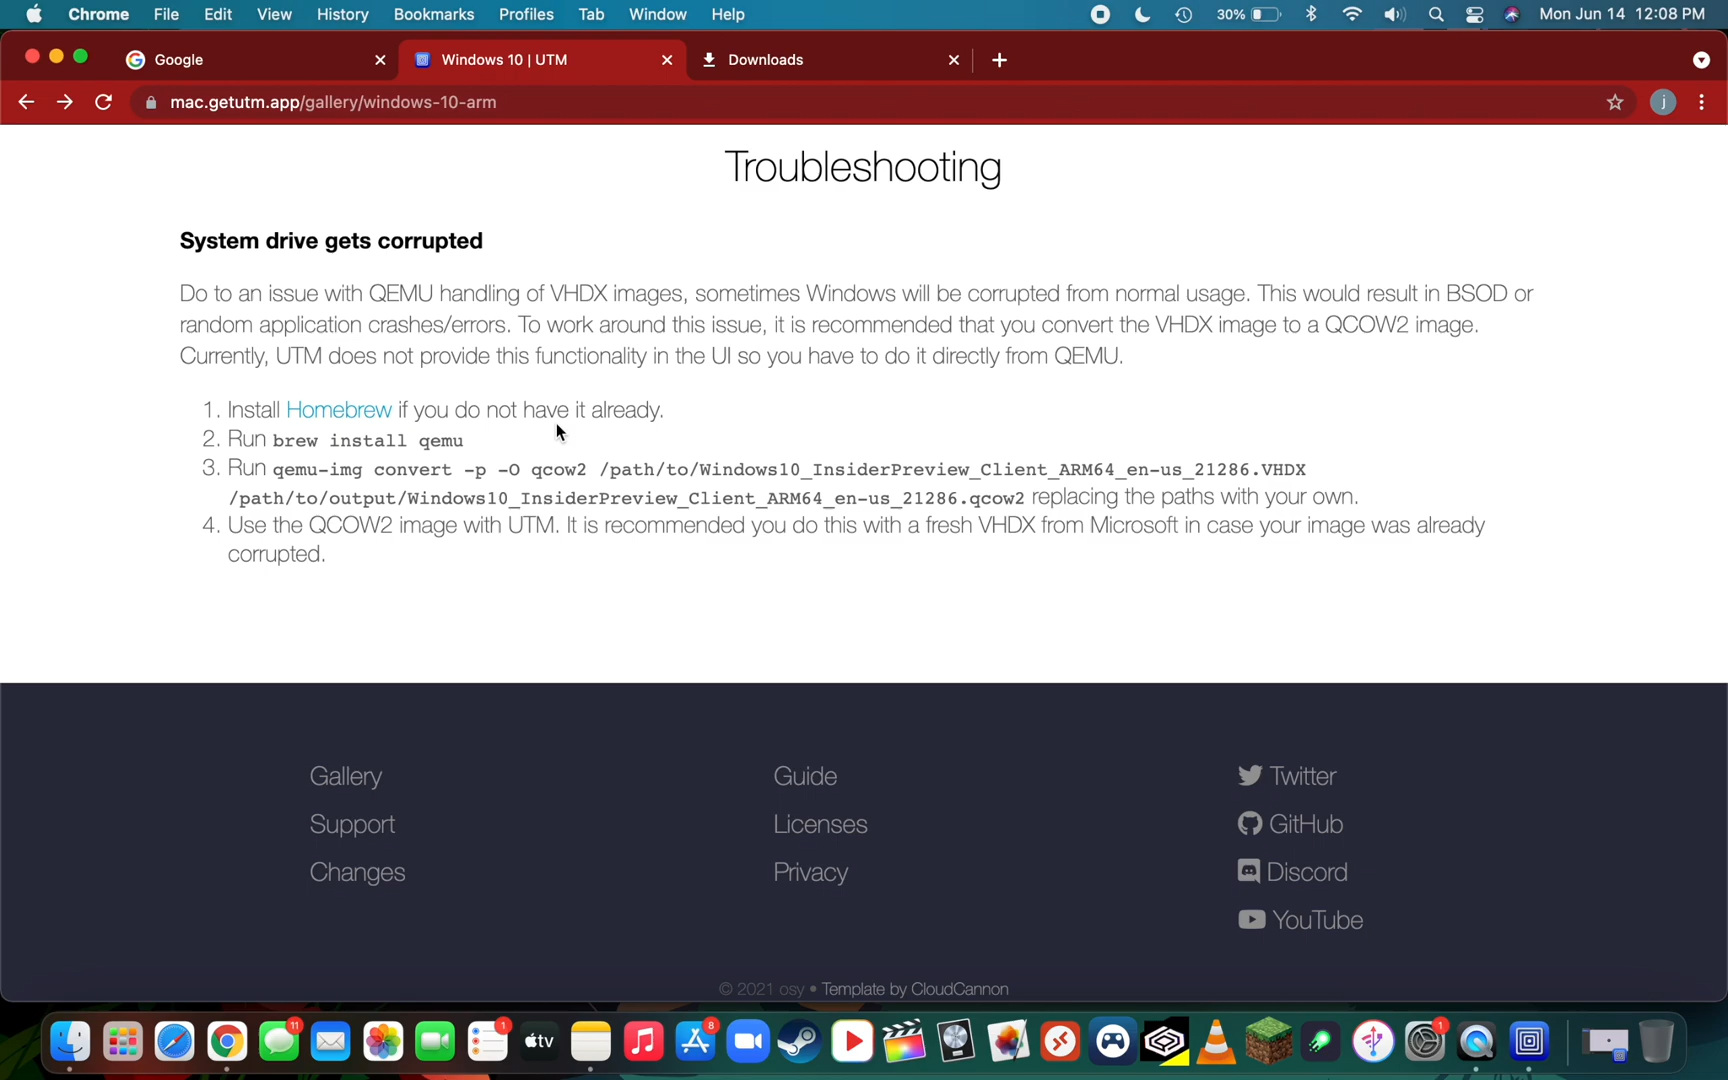 Chrome File Edit View History Bookmarks Profiles Tab Window Help 30% Mon Jun 14 12:08 PM
Google Windows 10 | UTM Downloads
mac.getutm.app/gallery/windows-10-arm j
Troubleshooting
System drive gets corrupted
Do to an issue with QEMU handling of VHDX images, sometimes Windows will be corrupted from normal usage. This would result in BSOD or
random application crashes/errors. To work around this issue, it is recommended that you convert the VHDX image to a QCOW2 image.
Currently, UTM does not provide this functionality in the UI so you have to do it directly from QEMU.
1. Install Homebrew if you do not have it already.
2. Run brew install qemu
3. Run qemu-img convert -p -O qcow2 /path/to/Windows10_InsiderPreview_Client_ARM64_en-us_21286.VHDX
/path/to/output/Windows10_InsiderPreview_Client_ARM64_en-us_21286.qcow2 replacing the paths with your own.
4. Use the QCOW2 image with UTM. It is recommended you do this with a fresh VHDX from Microsoft in case your image was already
corrupted.
Gallery Guide Twitter
Support Licenses GitHub
Changes Privacy Discord
YouTube
© 2021 osy • Template by CloudCannon
11 1 tv 8 1